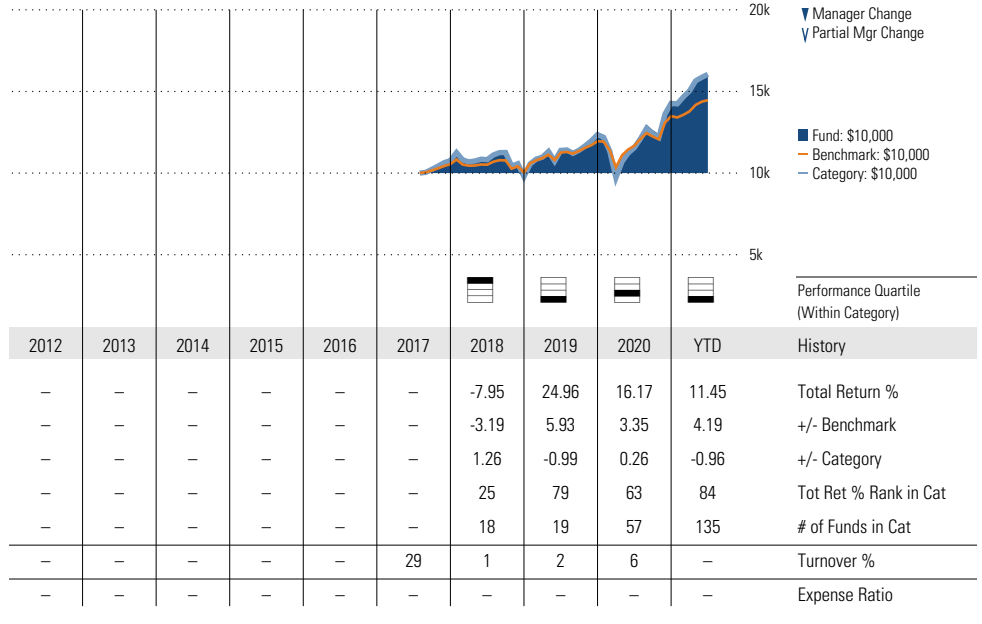 20k
15k
10k
5k
Manager Change
Partial Mgr Change
Fund: $10,000
Benchmark: $10,000
Category: $10,000
Performance Quartile
(Within Category)
2012 2013 2014 2015 2016 2017 2018 2019 2020 YTD History
– – – – – – -7.95 24.96 16.17 11.45 Total Return %
– – – – – – -3.19 5.93 3.35 4.19 +/- Benchmark
– – – – – – 1.26 -0.99 0.26 -0.96 +/- Category
– – – – – – 25 79 63 84 Tot Ret % Rank in Cat
– – – – – – 18 19 57 135 # of Funds in Cat
– – – – – 29 1 2 6 – Turnover %
– – – – – – – – – – Expense Ratio